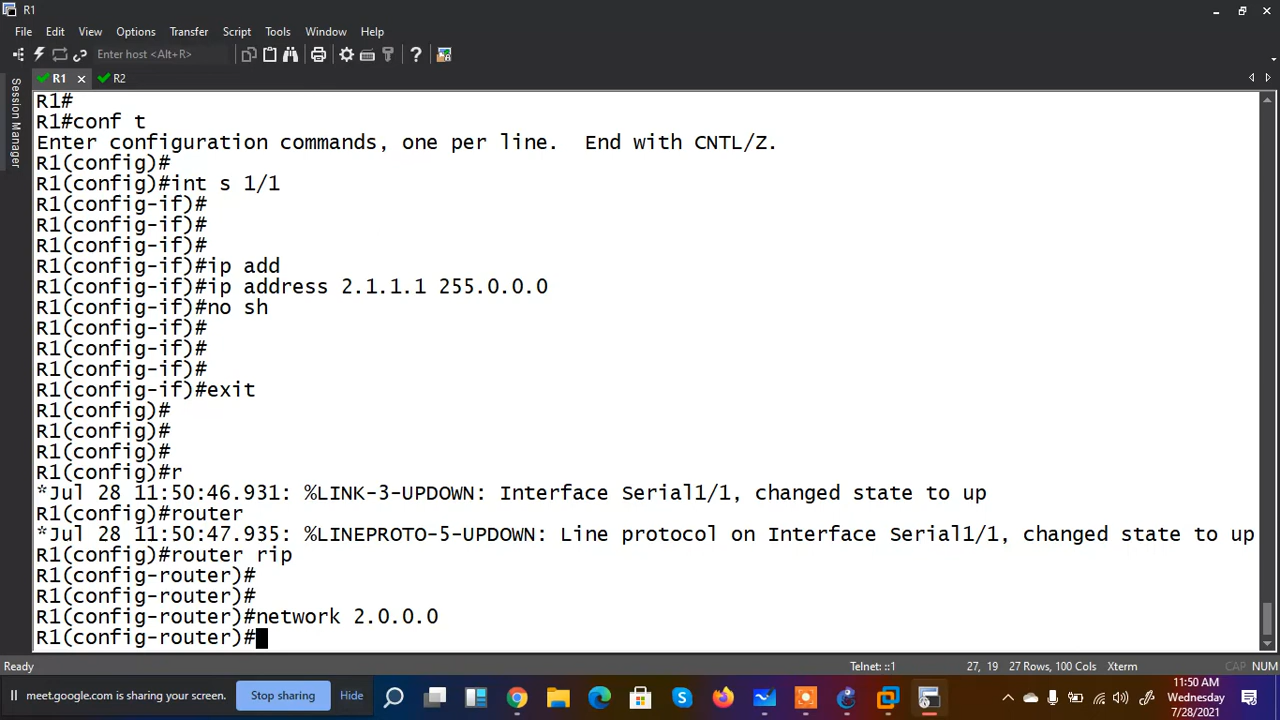 R1
File Edit View Options Transfer Script Tools Window Help
Enter host <Alt+R>
R1 R2
Session Manager
R1#
R1#conf t
Enter configuration commands, one per line.  End with CNTL/Z.
R1(config)#
R1(config)#int s 1/1
R1(config-if)#
R1(config-if)#
R1(config-if)#
R1(config-if)#ip add
R1(config-if)#ip address 2.1.1.1 255.0.0.0
R1(config-if)#no sh
R1(config-if)#
R1(config-if)#
R1(config-if)#
R1(config-if)#exit
R1(config)#
R1(config)#
R1(config)#
R1(config)#r
*Jul 28 11:50:46.931: %LINK-3-UPDOWN: Interface Serial1/1, changed state to up
R1(config)#router
*Jul 28 11:50:47.935: %LINEPROTO-5-UPDOWN: Line protocol on Interface Serial1/1, changed state to up
R1(config)#router rip
R1(config-router)#
R1(config-router)#
R1(config-router)#network 2.0.0.0
R1(config-router)#
Ready Telnet: ::1 27, 19 27 Rows, 100 Cols Xterm CAP NUM
meet.google.com is sharing your screen. Stop sharing Hide
11:50 AM
Wednesday
7/28/2021